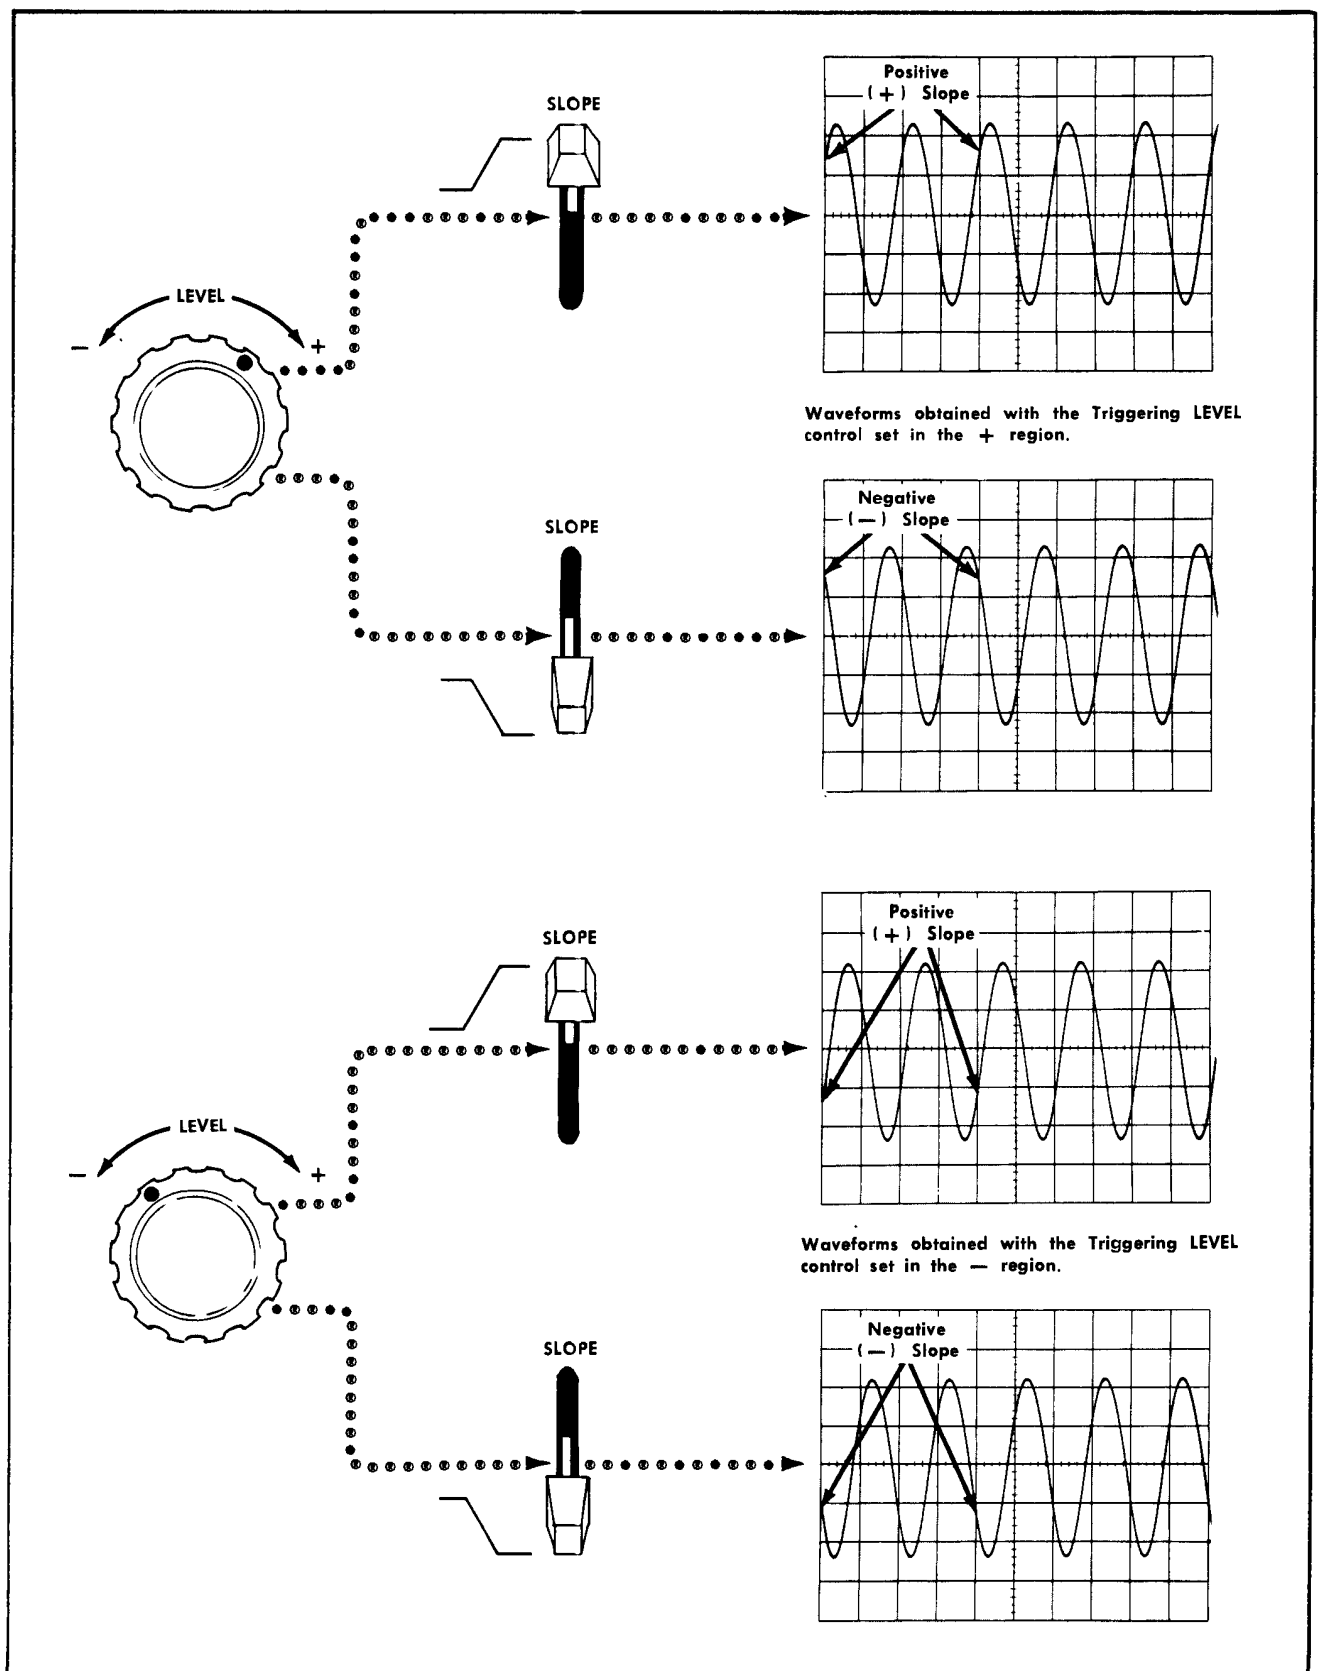 Positive
( + ) Slope
SLOPE
LEVEL
− +
Waveforms obtained with the Triggering LEVEL
control set in the + region.
Negative
( — ) Slope
SLOPE
Positive
( + ) Slope
SLOPE
LEVEL
− +
Waveforms obtained with the Triggering LEVEL
control set in the — region.
Negative
( — ) Slope
SLOPE